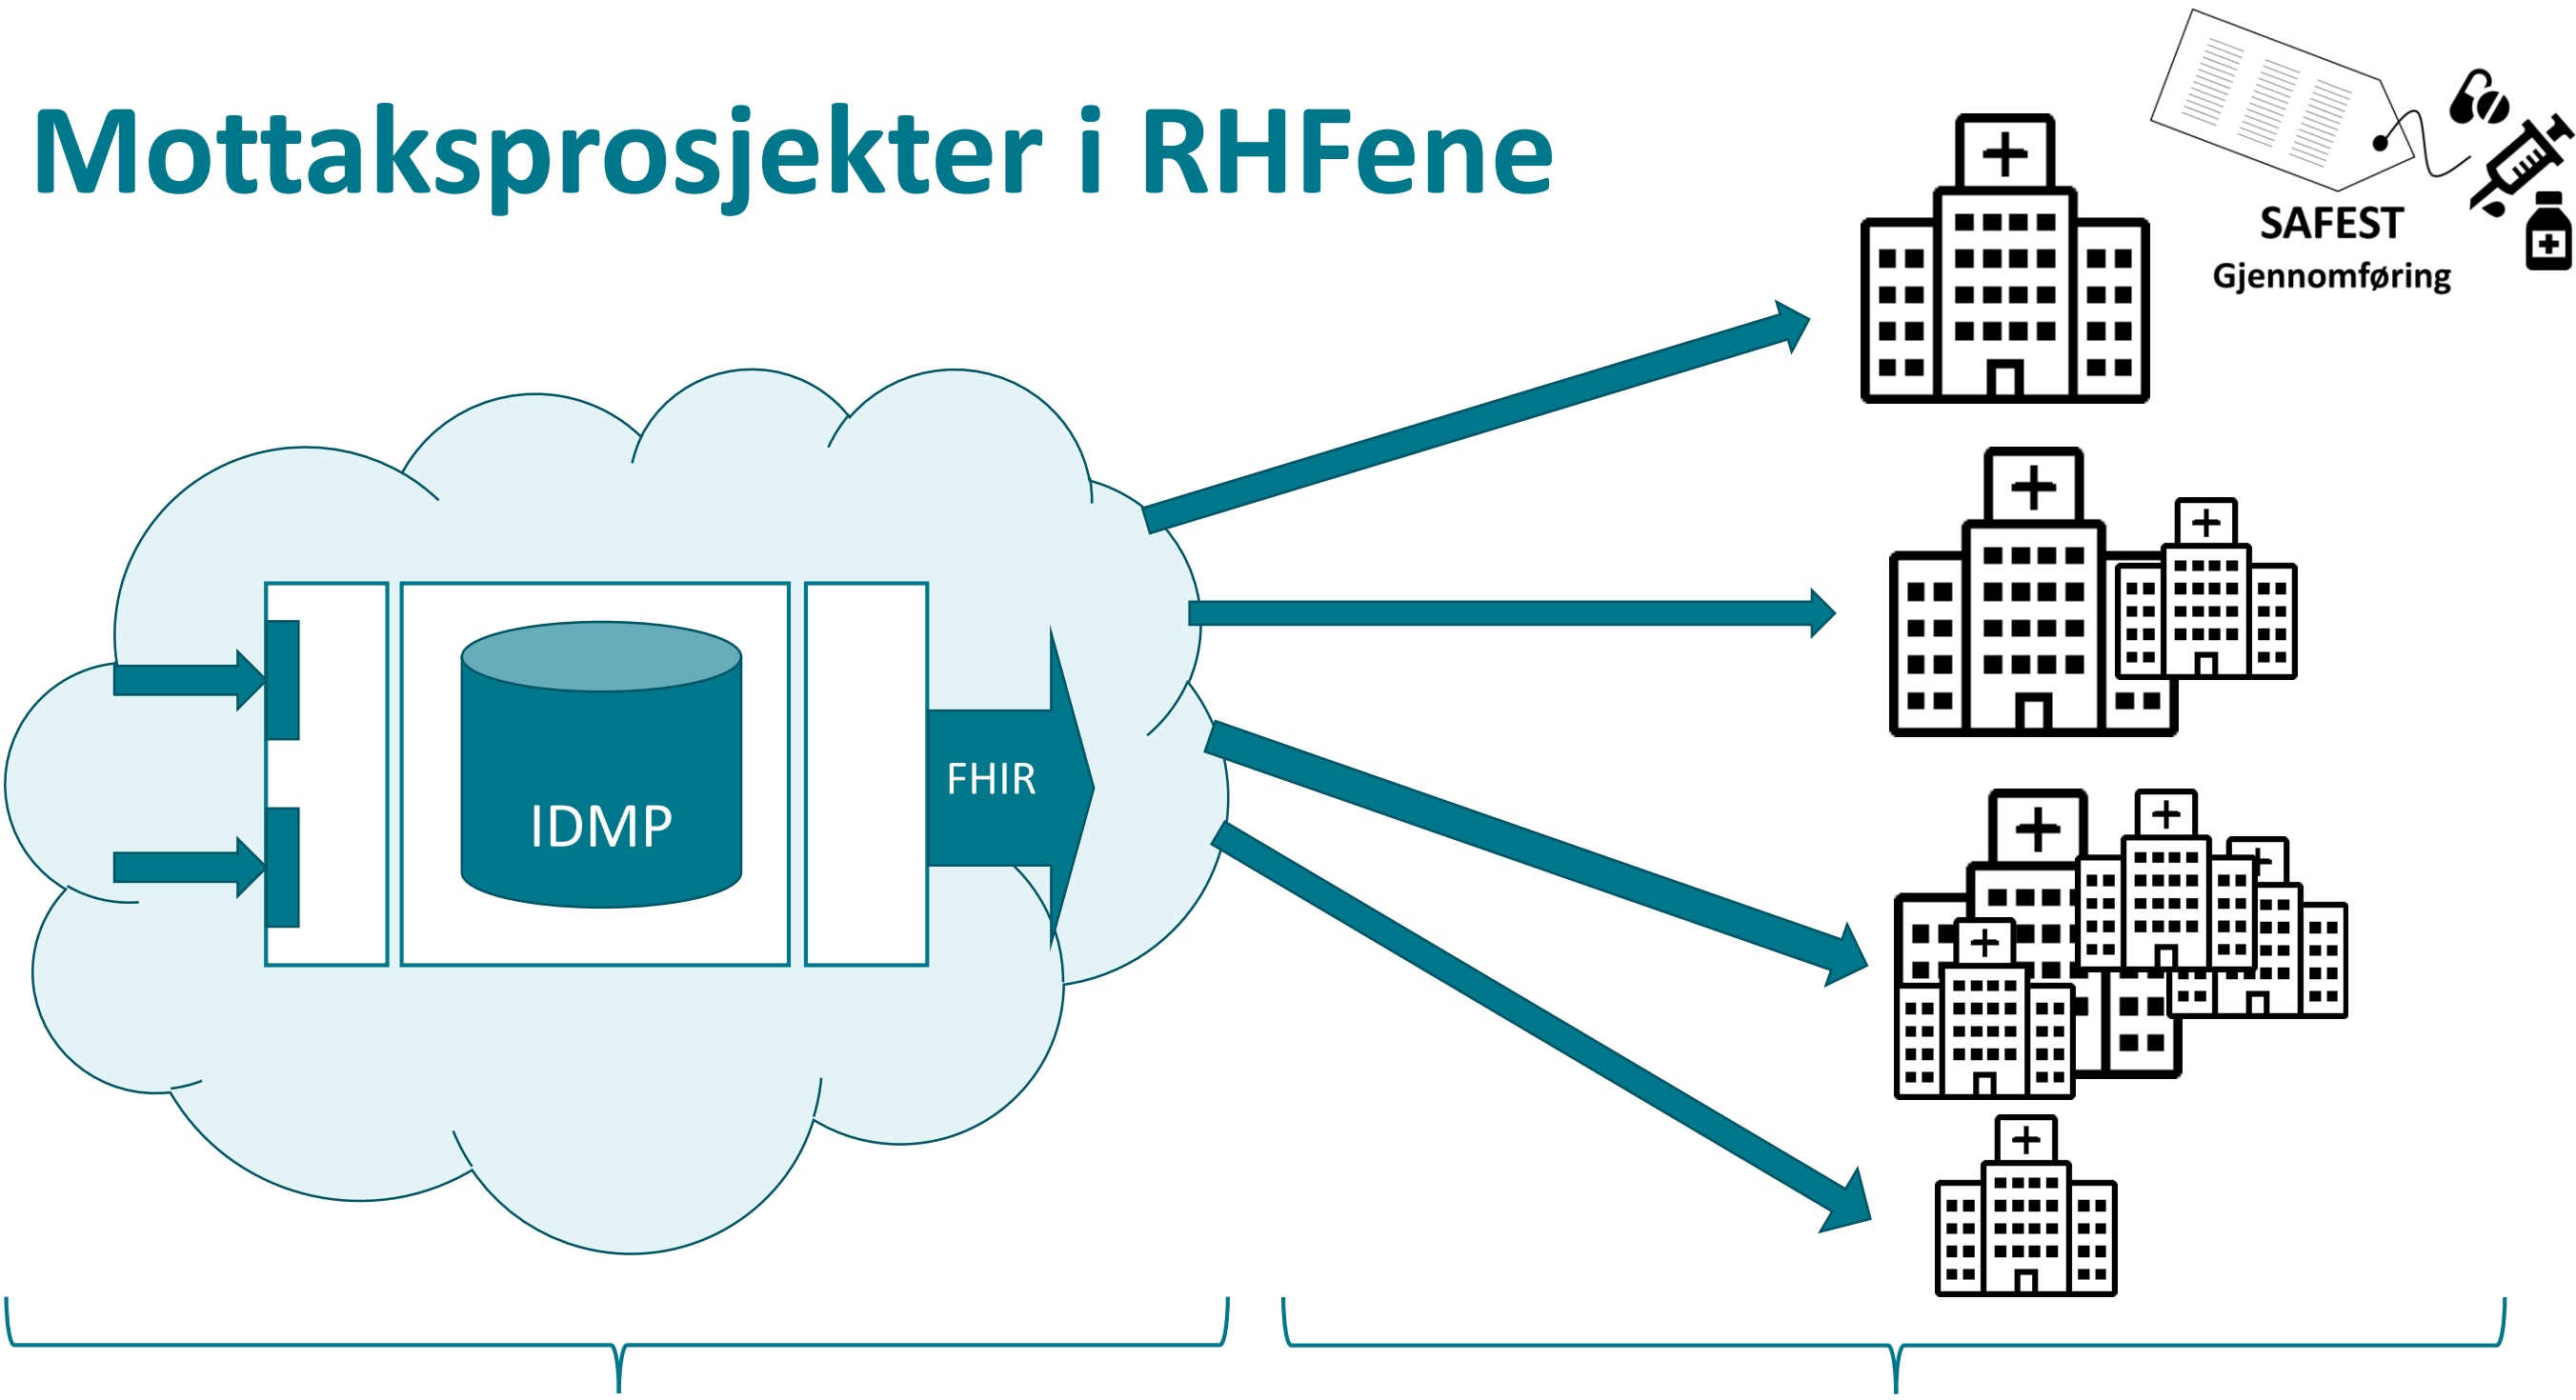 Mottaksprosjekter i RHFene
SAFEST
Gjennomføring
FHIR
IDMP